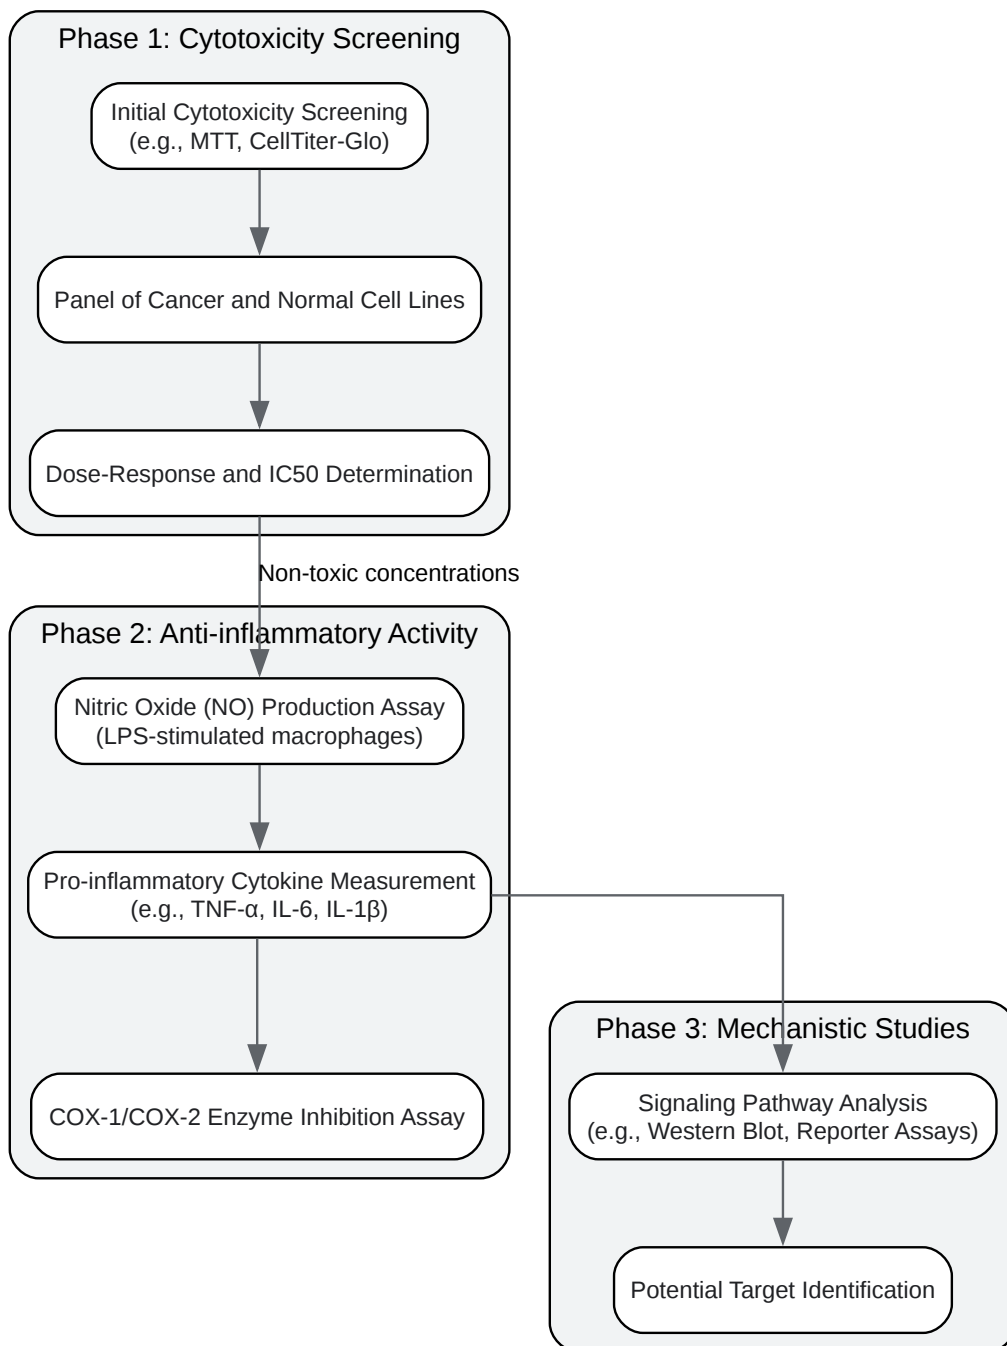 Phase 1: Cytotoxicity Screening
Initial Cytotoxicity Screening
(e.g., MTT, CellTiter-Glo)
Panel of Cancer and Normal Cell Lines
Dose-Response and IC50 Determination
Non-toxic concentrations
Phase 2: Anti-inflammatory Activity
Nitric Oxide (NO) Production Assay
(LPS-stimulated macrophages)
Pro-inflammatory Cytokine Measurement
(e.g., TNF-α, IL-6, IL-1β)
COX-1/COX-2 Enzyme Inhibition Assay
Phase 3: Mechanistic Studies
Signaling Pathway Analysis
(e.g., Western Blot, Reporter Assays)
Potential Target Identification